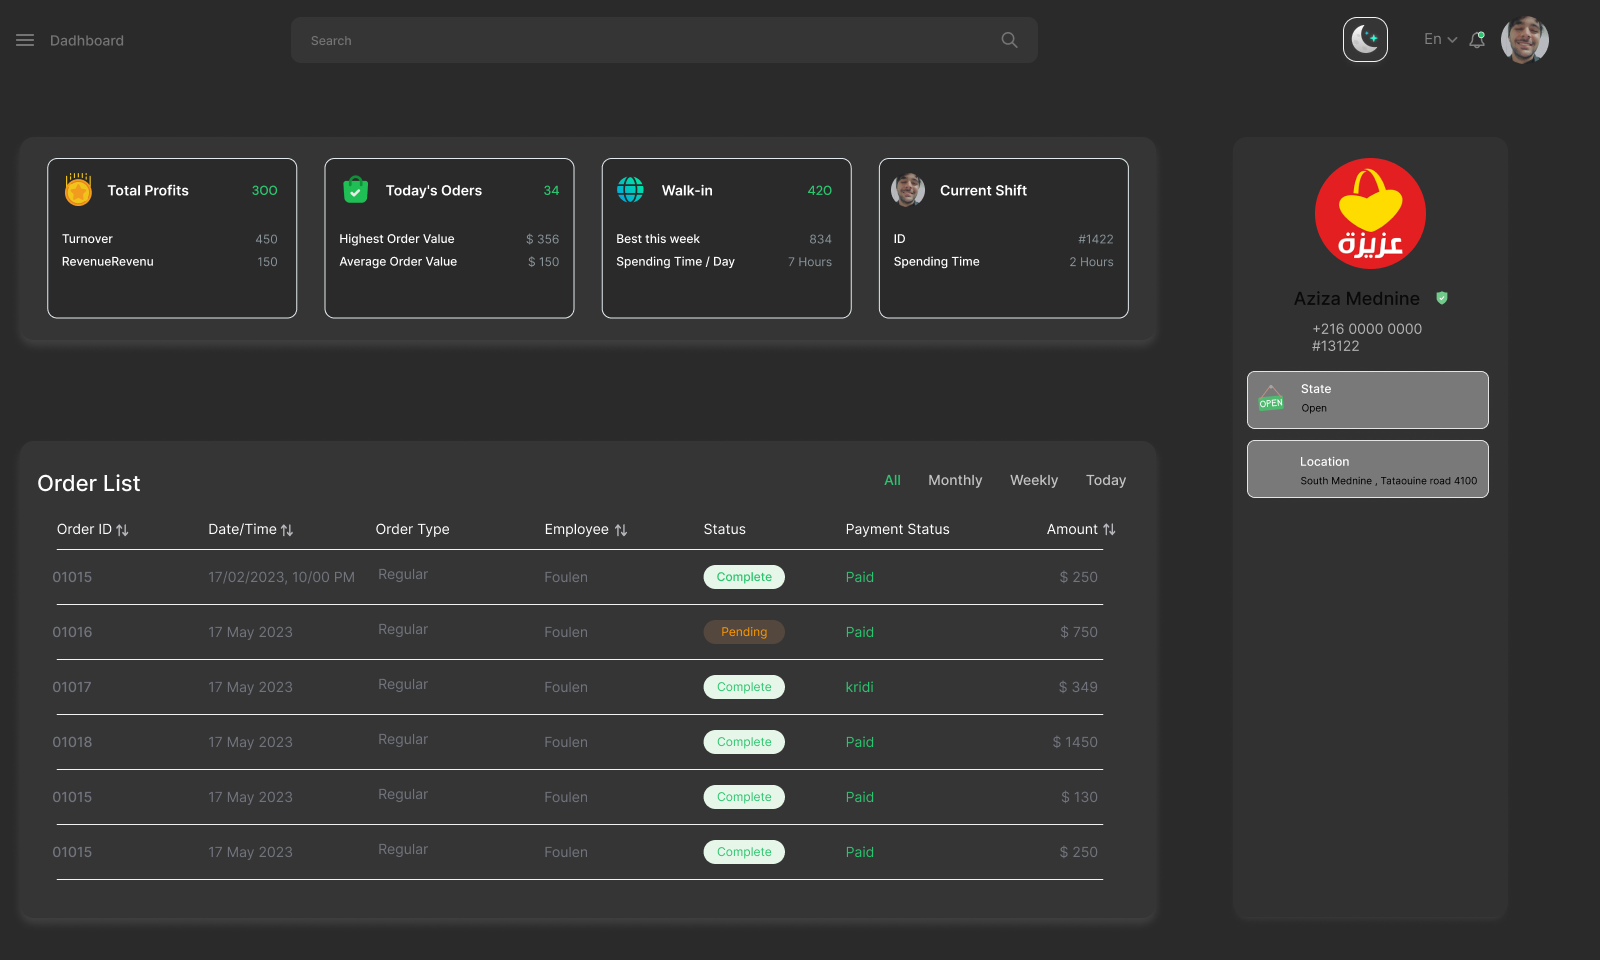 Dadhboard
Search
En
Total Profits 300
Turnover 450
RevenueRevenu 150
Today's Oders 34
Highest Order Value $ 356
Average Order Value $ 150
Walk-in 420
Best this week 834
Spending Time / Day 7 Hours
Current Shift
ID #1422
Spending Time 2 Hours
عزيزة
Aziza Mednine
+216 0000 0000
#13122
OPEN
State
Open
Location
South Mednine , Tataouine road 4100
Order List
All Monthly Weekly Today
Order ID Date/Time Order Type Employee Status Payment Status Amount
01015 17/02/2023, 10/00 PM Regular Foulen Complete Paid $ 250
01016 17 May 2023 Regular Foulen Pending Paid $ 750
01017 17 May 2023 Regular Foulen Complete kridi $ 349
01018 17 May 2023 Regular Foulen Complete Paid $ 1450
01015 17 May 2023 Regular Foulen Complete Paid $ 130
01015 17 May 2023 Regular Foulen Complete Paid $ 250